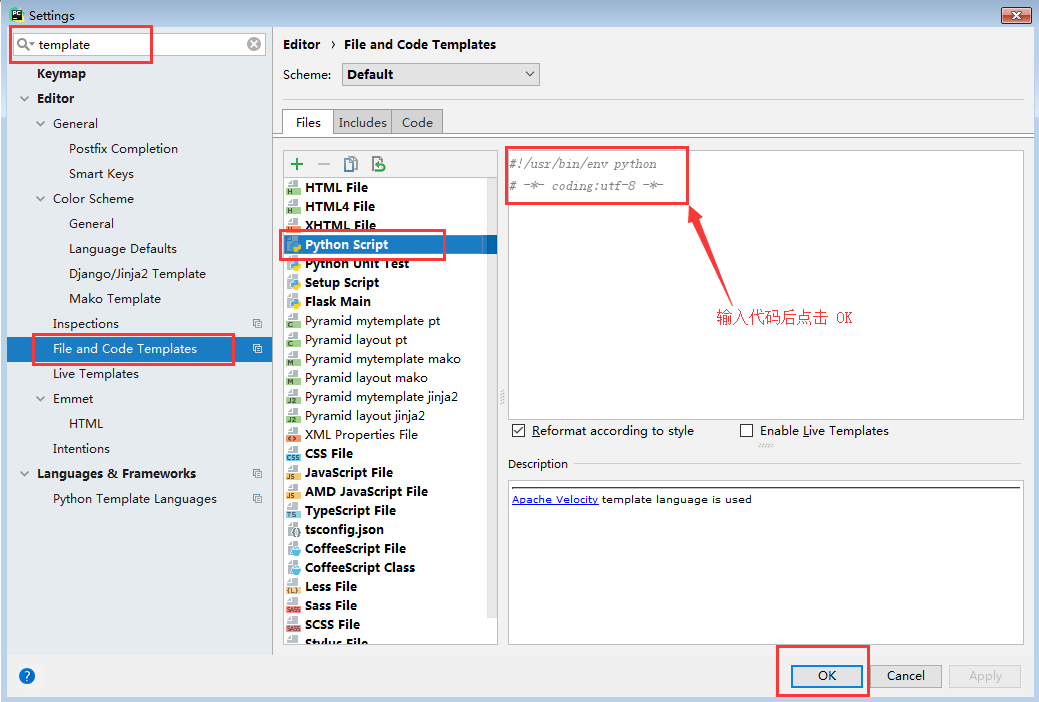 Settings
template
Keymap
Editor
General
Postfix Completion
Smart Keys
Color Scheme
General
Language Defaults
Django/Jinja2 Template
Mako Template
Inspections
File and Code Templates
Live Templates
Emmet
HTML
Intentions
Languages & Frameworks
Python Template Languages
Editor › File and Code Templates
Scheme: Default
Files Includes Code
HTML File
HTML4 File
XHTML File
Python Script
Python Unit Test
Setup Script
Flask Main
Pyramid mytemplate pt
Pyramid layout pt
Pyramid mytemplate mako
Pyramid layout mako
Pyramid mytemplate jinja2
Pyramid layout jinja2
XML Properties File
CSS File
JavaScript File
AMD JavaScript File
TypeScript File
tsconfig.json
CoffeeScript File
CoffeeScript Class
Less File
Sass File
SCSS File
Stylus File
#!/usr/bin/env python
# -*- coding:utf-8 -*-
输入代码后点击 OK
Reformat according to style
Enable Live Templates
Description
Apache Velocity template language is used
?
OK Cancel Apply